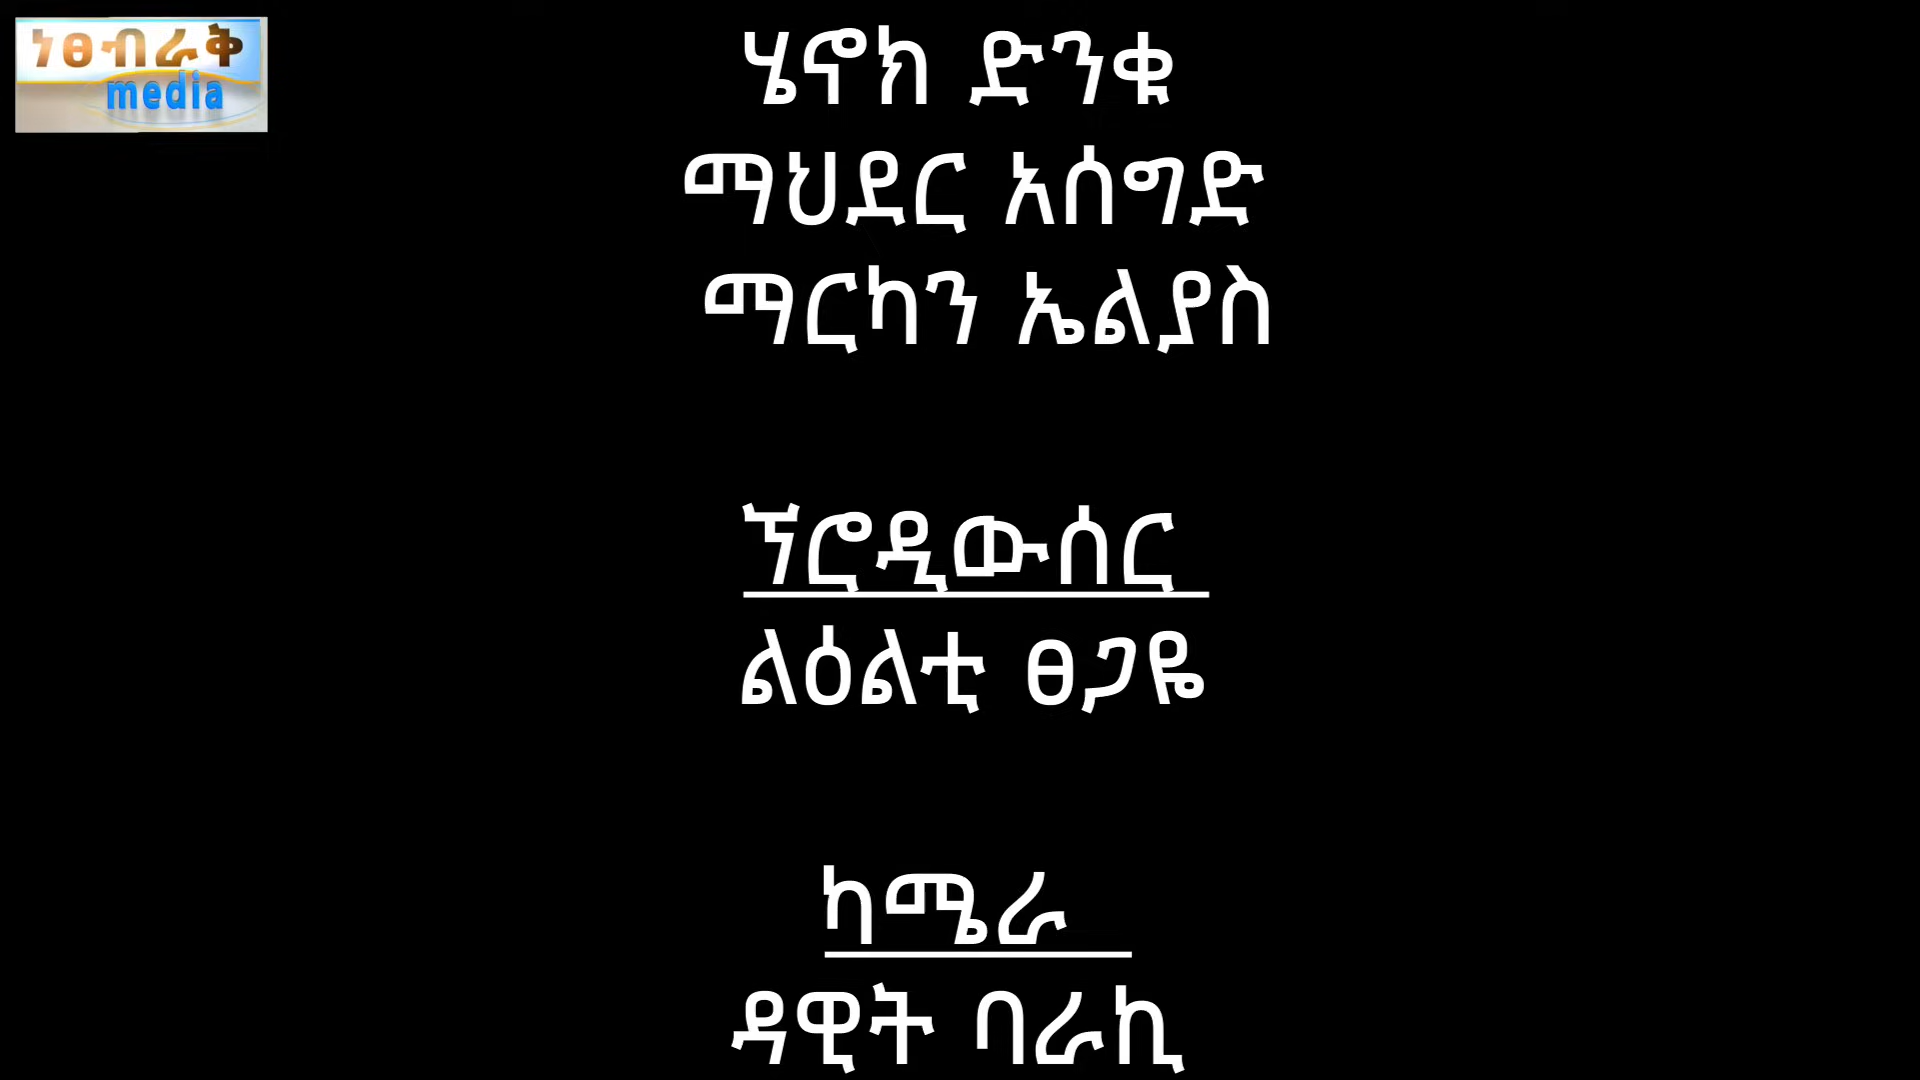 ነፀብራቅ
media
ሄኖክ ድንቁ
ማህደር አሰግድ
ማርካን ኤልያስ
ኘሮዲውሰር
ልዕልቲ ፀጋዬ
ካሜራ
ዳዊት ባራኪ